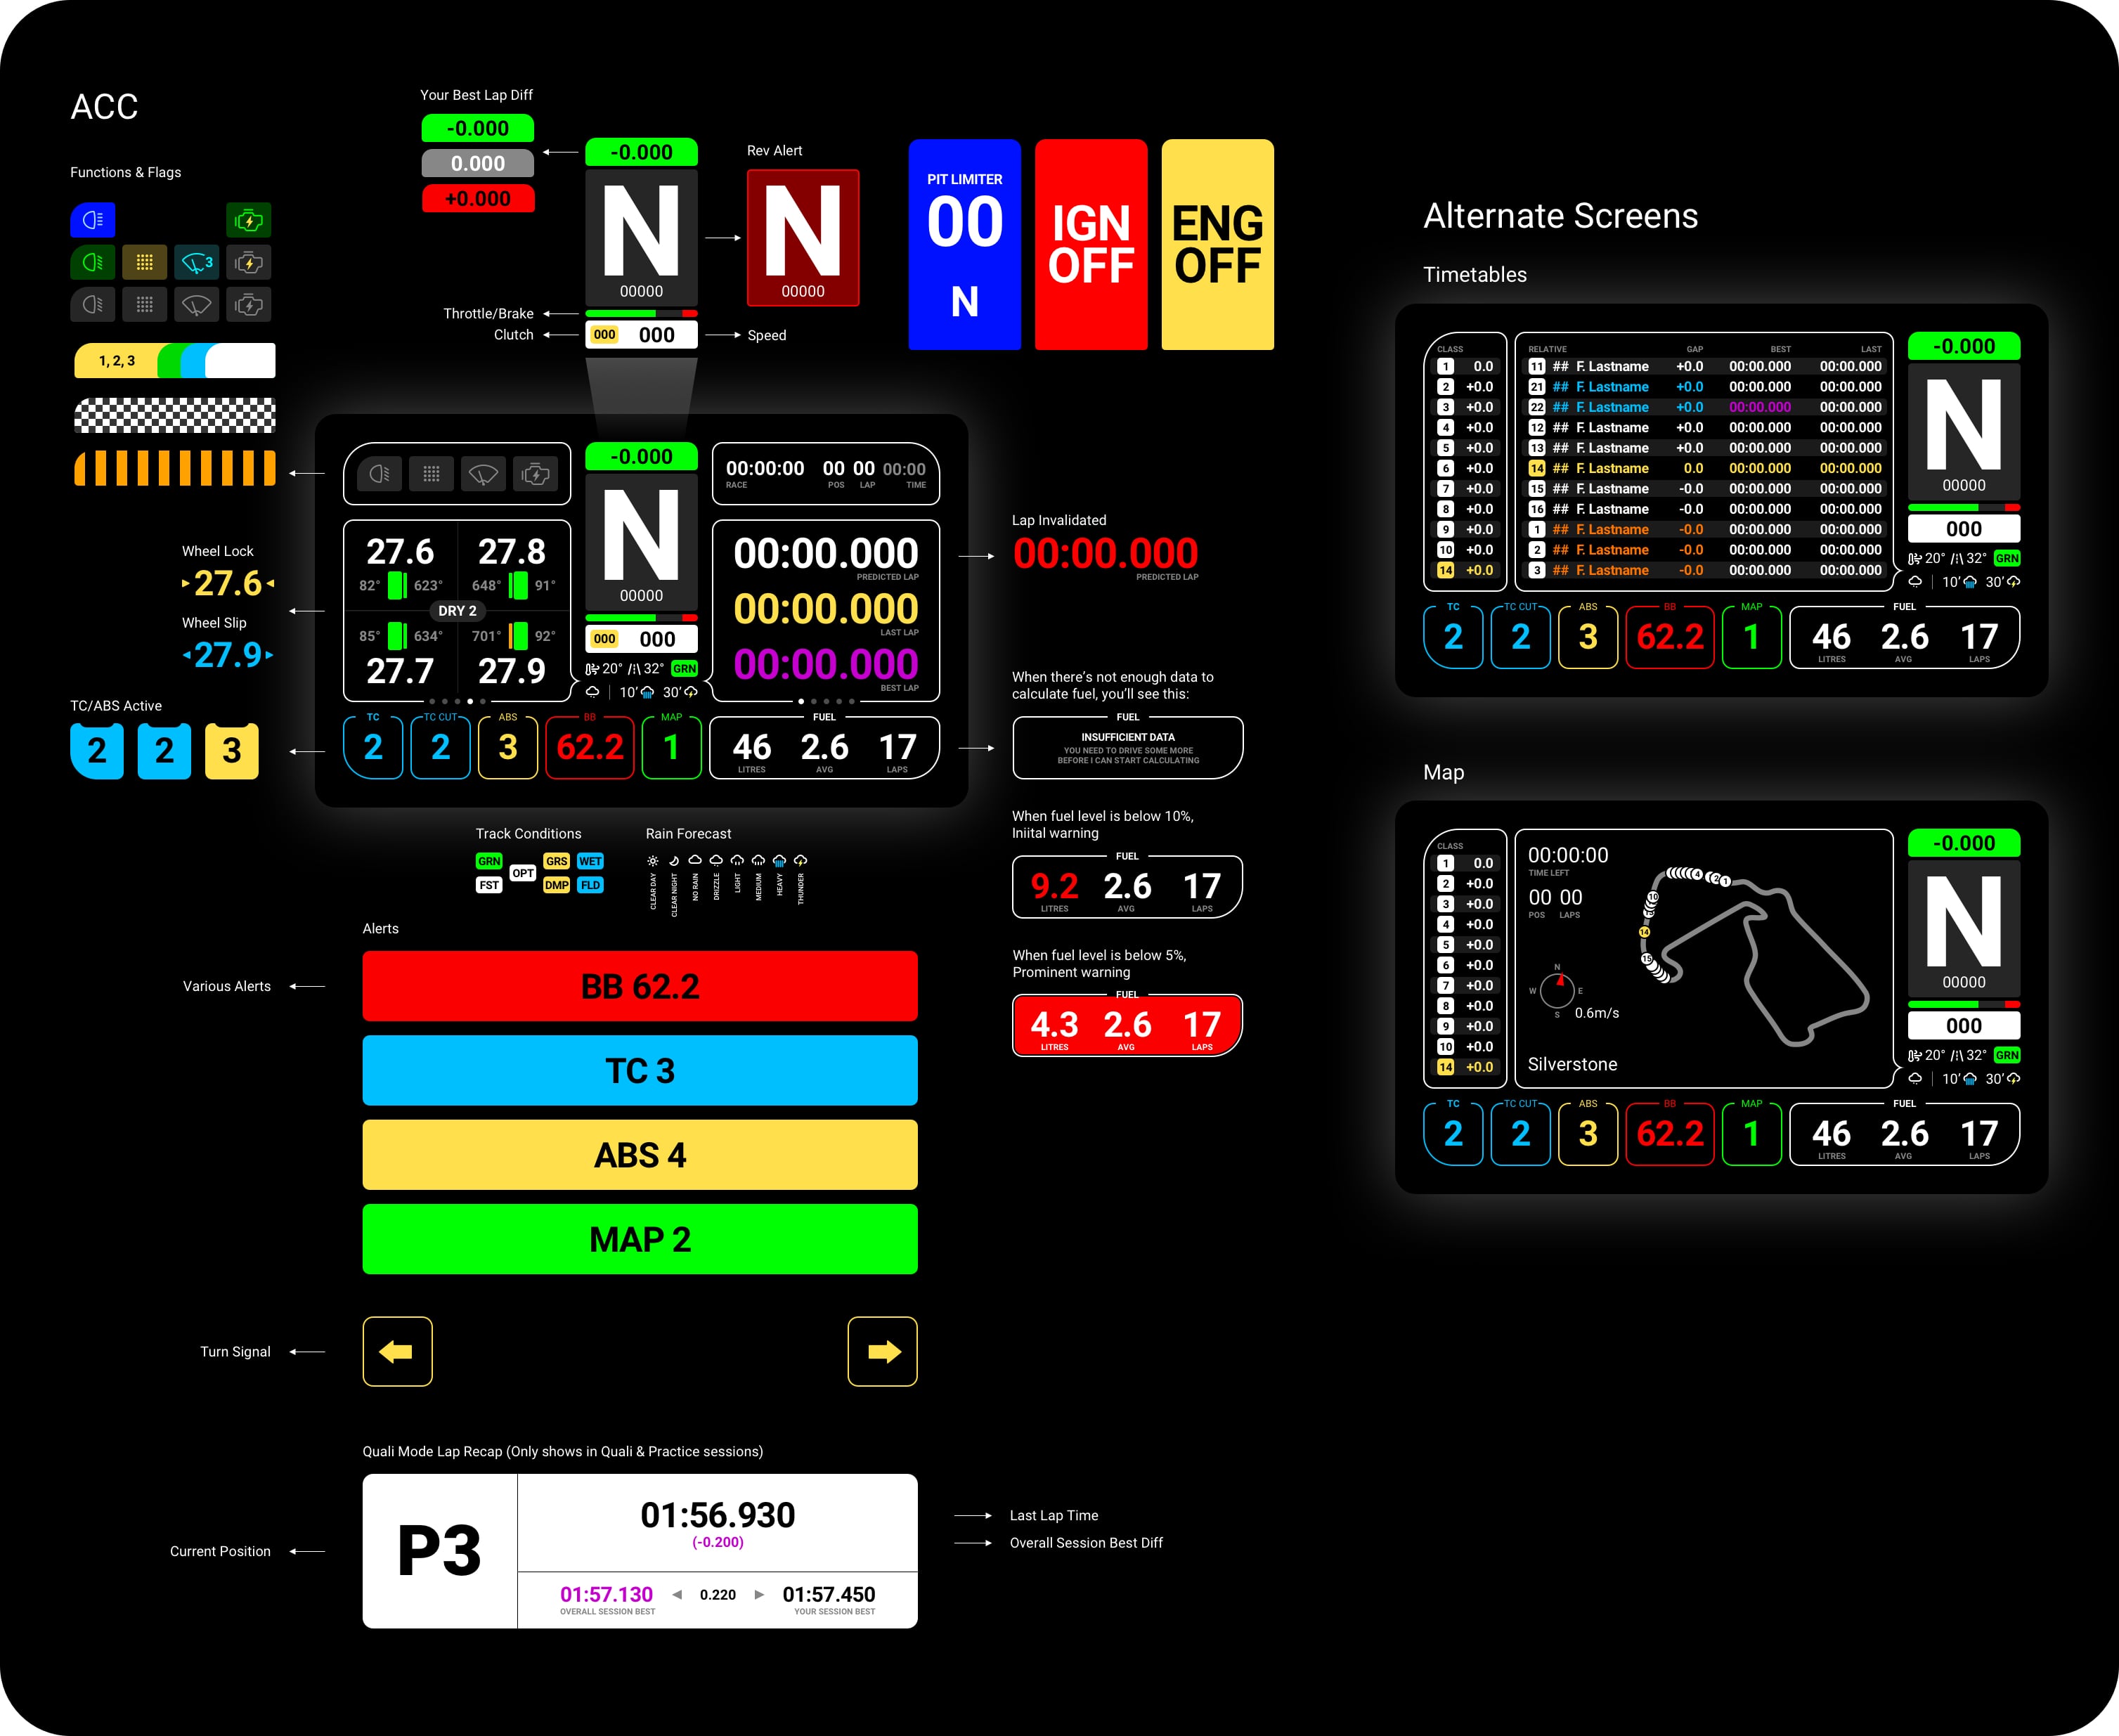 ACC
Functions & Flags
3
1, 2, 3
Your Best Lap Diff
-0.000
0.000
+0.000
-0.000
N
00000
Throttle/Brake
Clutch
000 000
Speed
Rev Alert
N
00000
PIT LIMITER
00
N
IGN
OFF
ENG
OFF
Wheel Lock
27.6
Wheel Slip
27.9
TC/ABS Active
2 2 3
27.6 27.8
82° 623° 648° 91°
DRY 2
85° 634° 701° 92°
27.7 27.9
-0.000
N
00000
000 000
20° 32° GRN
10' 30'
00:00:00 00 00 00:00
RACE POS LAP TIME
00:00.000
PREDICTED LAP
00:00.000
LAST LAP
00:00.000
BEST LAP
TC TC CUT ABS BB MAP FUEL
2 2 3 62.2 1 46 2.6 17
LITRES AVG LAPS
Lap Invalidated
00:00.000
PREDICTED LAP
When there's not enough data to
calculate fuel, you'll see this:
FUEL
INSUFFICIENT DATA
YOU NEED TO DRIVE SOME MORE
BEFORE I CAN START CALCULATING
When fuel level is below 10%,
Iniital warning
FUEL
9.2 2.6 17
LITRES AVG LAPS
When fuel level is below 5%,
Prominent warning
FUEL
4.3 2.6 17
LITRES AVG LAPS
Track Conditions
GRN OPT GRS WET
FST DMP FLD
Rain Forecast
CLEAR DAY
CLEAR NIGHT
NO RAIN
DRIZZLE
LIGHT
MEDIUM
HEAVY
THUNDER
Alerts
Various Alerts
BB 62.2
TC 3
ABS 4
MAP 2
Turn Signal
Quali Mode Lap Recap (Only shows in Quali & Practice sessions)
Current Position
P3
01:56.930
(-0.200)
01:57.130 0.220 01:57.450
OVERALL SESSION BEST YOUR SESSION BEST
Last Lap Time
Overall Session Best Diff
Alternate Screens
Timetables
CLASS
1 0.0
2 +0.0
3 +0.0
4 +0.0
5 +0.0
6 +0.0
7 +0.0
8 +0.0
9 +0.0
10 +0.0
14 +0.0
RELATIVE GAP BEST LAST
11 ## F. Lastname +0.0 00:00.000 00:00.000
21 ## F. Lastname +0.0 00:00.000 00:00.000
22 ## F. Lastname +0.0 00:00.000 00:00.000
12 ## F. Lastname +0.0 00:00.000 00:00.000
13 ## F. Lastname +0.0 00:00.000 00:00.000
14 ## F. Lastname 0.0 00:00.000 00:00.000
15 ## F. Lastname -0.0 00:00.000 00:00.000
16 ## F. Lastname -0.0 00:00.000 00:00.000
1 ## F. Lastname -0.0 00:00.000 00:00.000
2 ## F. Lastname -0.0 00:00.000 00:00.000
3 ## F. Lastname -0.0 00:00.000 00:00.000
-0.000
N
00000
000
20° 32° GRN
10' 30'
TC TC CUT ABS BB MAP FUEL
2 2 3 62.2 1 46 2.6 17
LITRES AVG LAPS
Map
CLASS
1 0.0
2 +0.0
3 +0.0
4 +0.0
5 +0.0
6 +0.0
7 +0.0
8 +0.0
9 +0.0
10 +0.0
14 +0.0
00:00:00
TIME LEFT
00 00
POS LAPS
4 2 1
10
14
15
N
W E
S
0.6m/s
Silverstone
-0.000
N
00000
000
20° 32° GRN
10' 30'
TC TC CUT ABS BB MAP FUEL
2 2 3 62.2 1 46 2.6 17
LITRES AVG LAPS